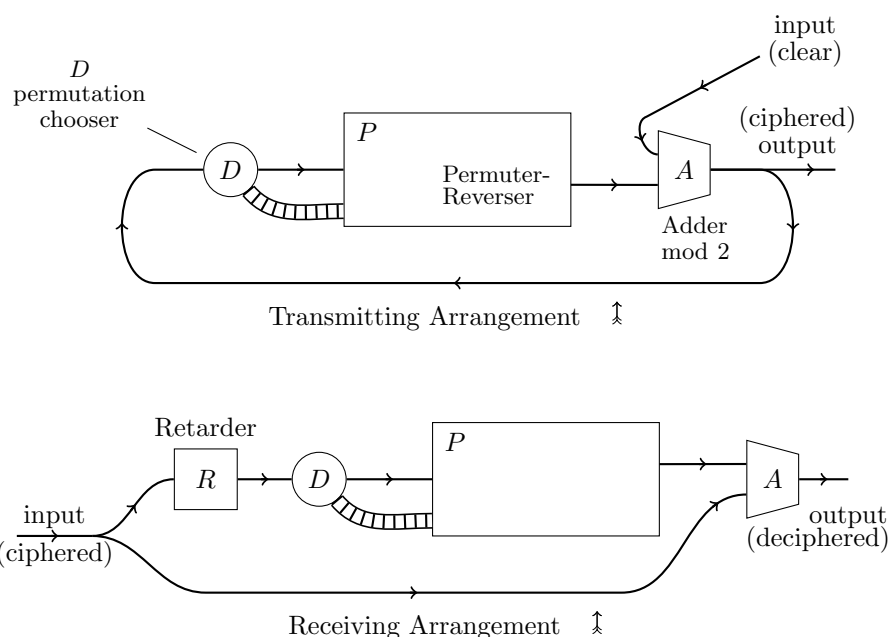 input
(clear)
D
permutation
chooser
(ciphered)
output
P
D
Permuter-
Reverser
A
Adder
mod 2
Transmitting Arrangement
Retarder
P
R
D
A
input
(ciphered)
output
(deciphered)
Receiving Arrangement